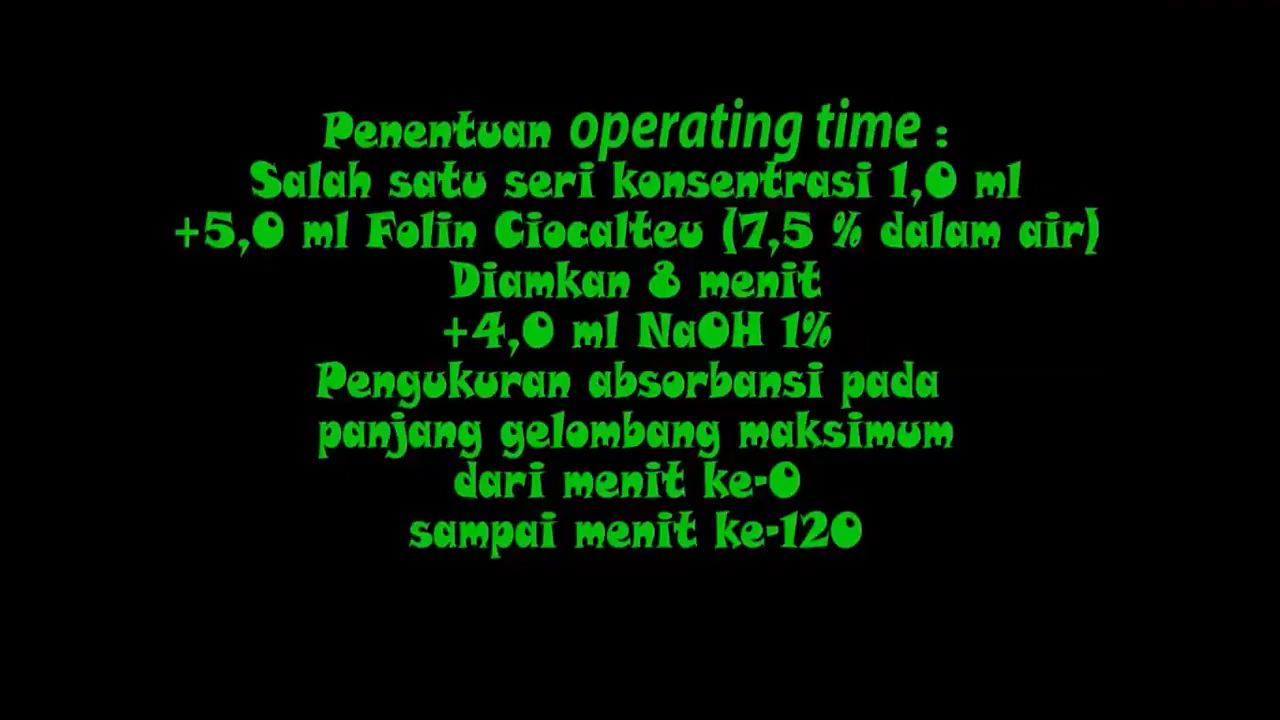 Penentuan operating time :
Salah satu seri konsentrasi 1,0 ml
+5,0 ml Folin Ciocalteu (7,5 % dalam air)
Diamkan 8 menit
+4,0 ml NaOH 1%
Pengukuran absorbansi pada
panjang gelombang maksimum
dari menit ke-0
sampai menit ke-120